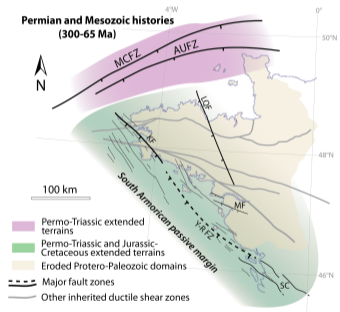 Permian and Mesozoic histories
(300-65 Ma)
4°W
0°
50°N
MCFZ
AUFZ
N
LQF
KF
48°N
100 km
South Armorican passive margin
MF
Y-RFZ
Permo-Triassic extended
terrains
Permo-Triassic and Jurassic-
Cretaceous extended terrains
Eroded Protero-Paleozoic domains
Major fault zones
Other inherited ductile shear zones
SC
46°N